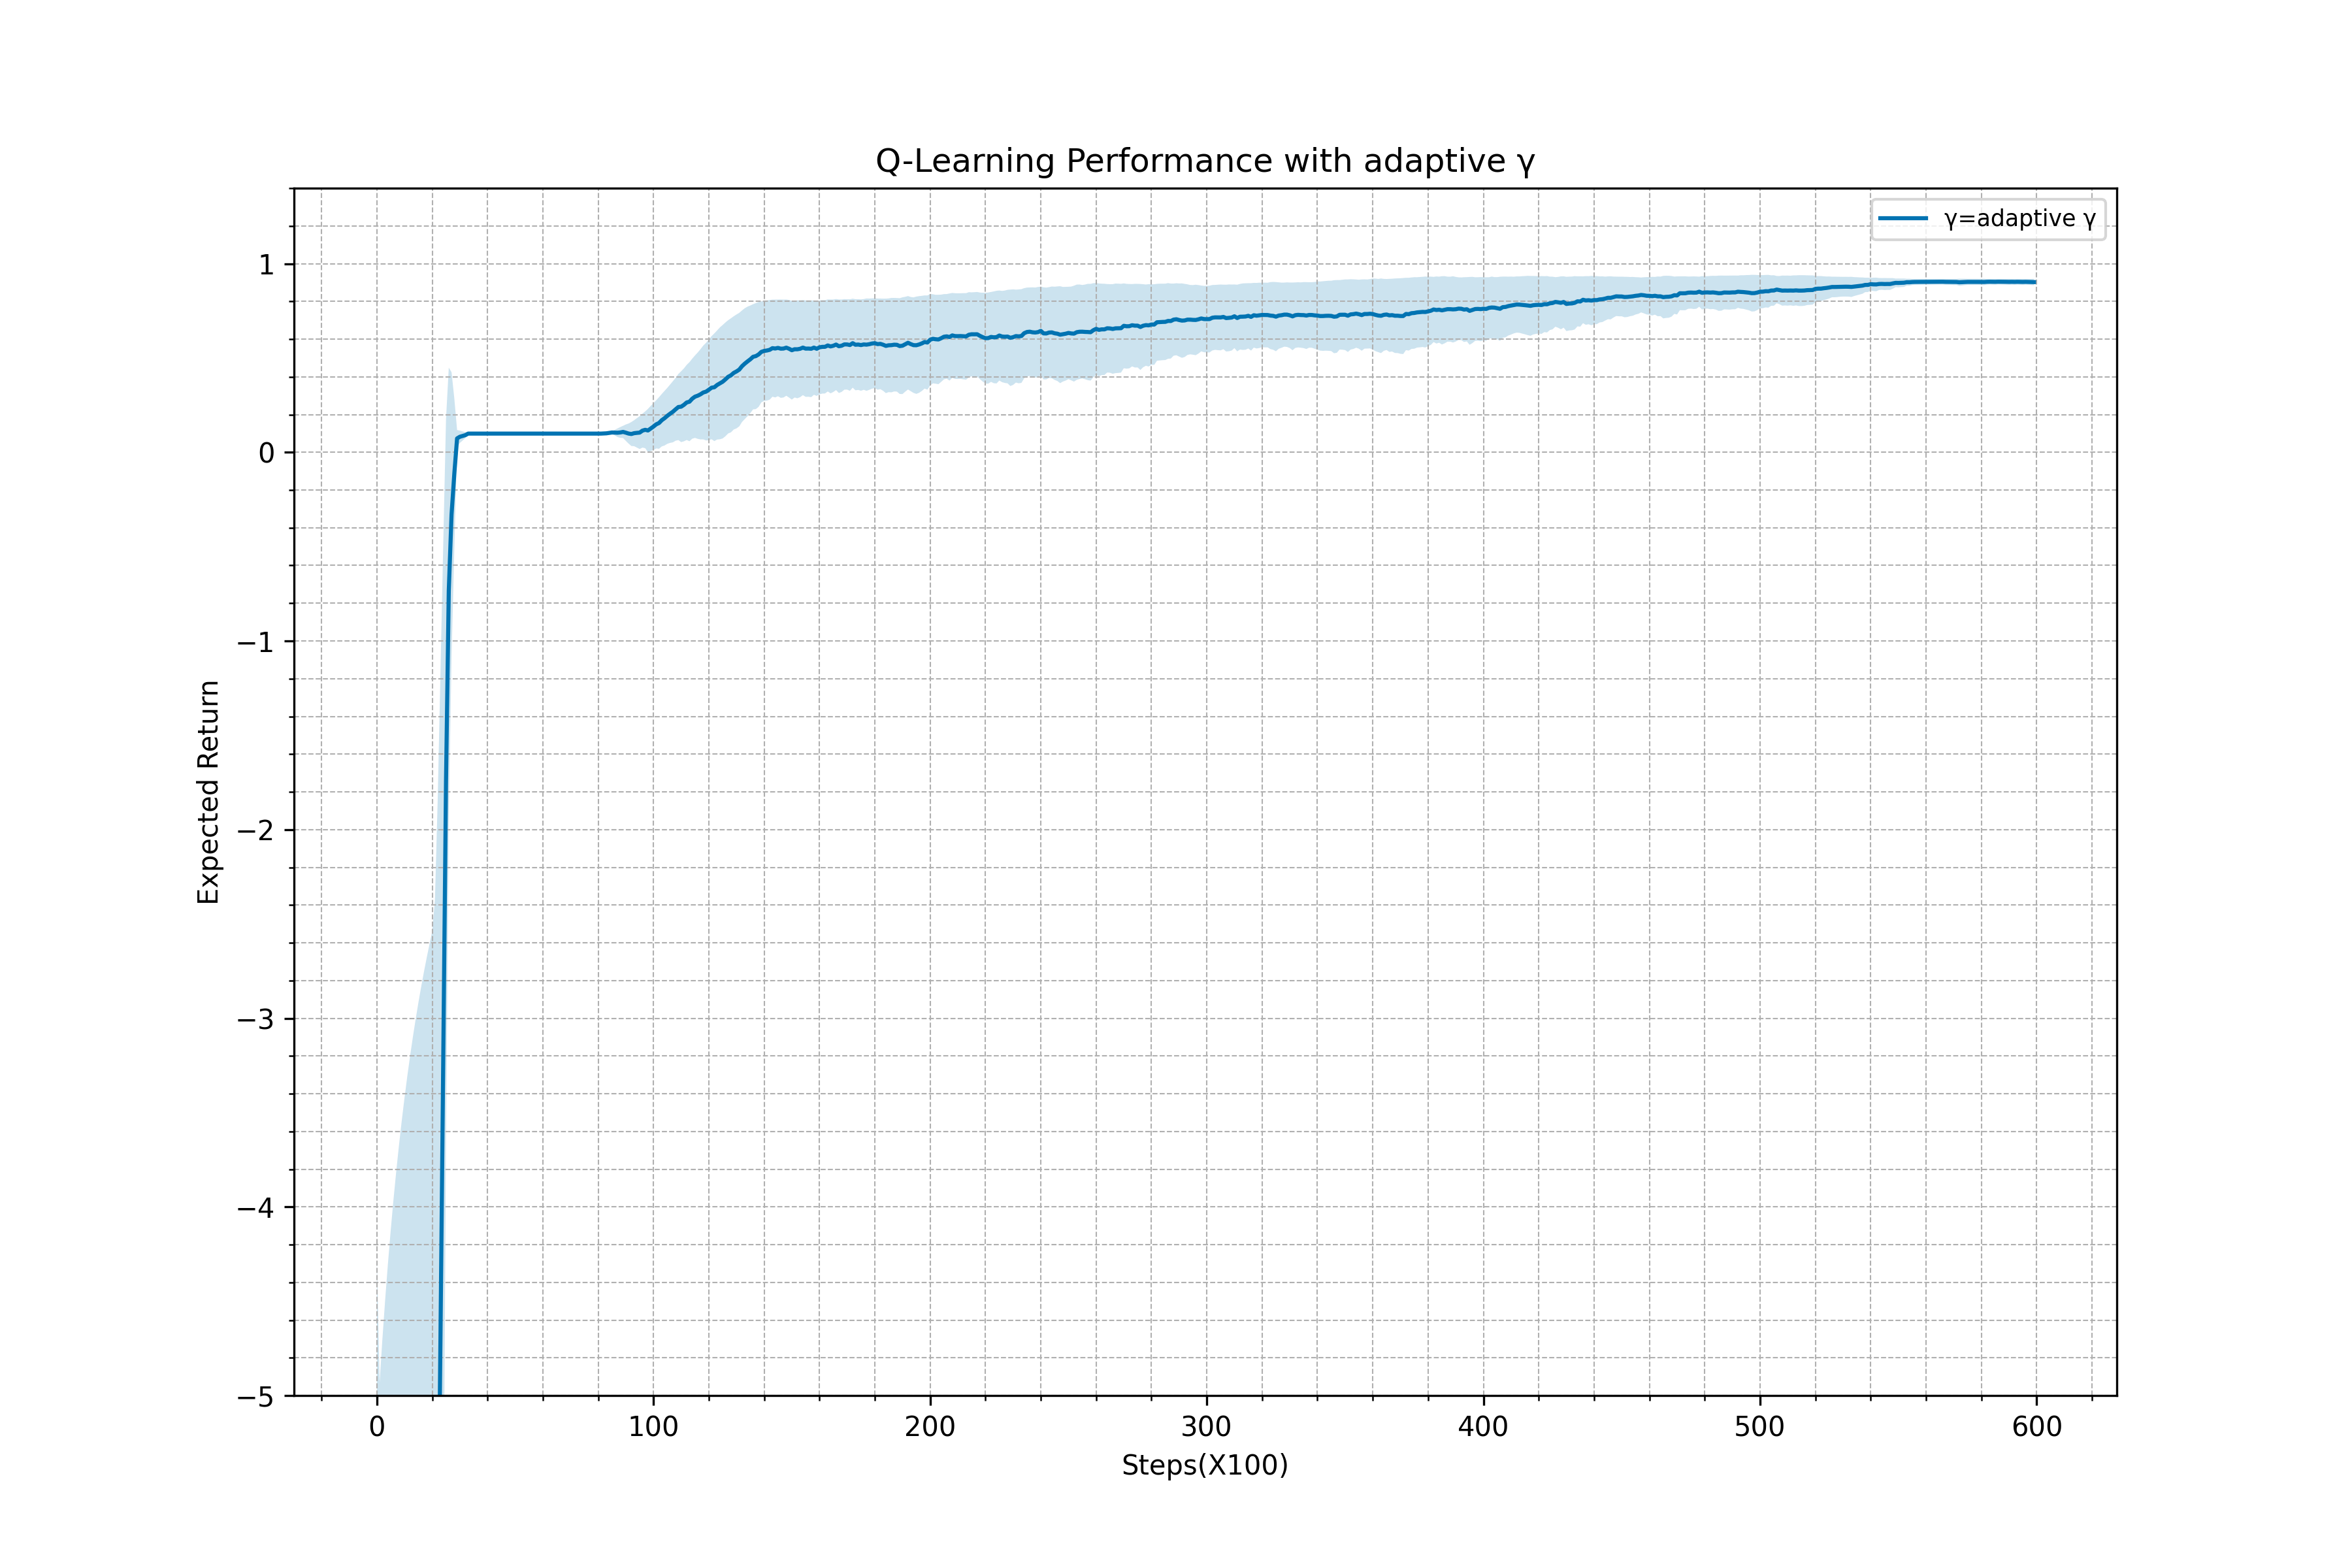 Q-Learning Performance with adaptive γ
γ=adaptive γ
1
0
−1
−2
−3
−4
−5
Expected Return
0 100 200 300 400 500 600
Steps(X100)